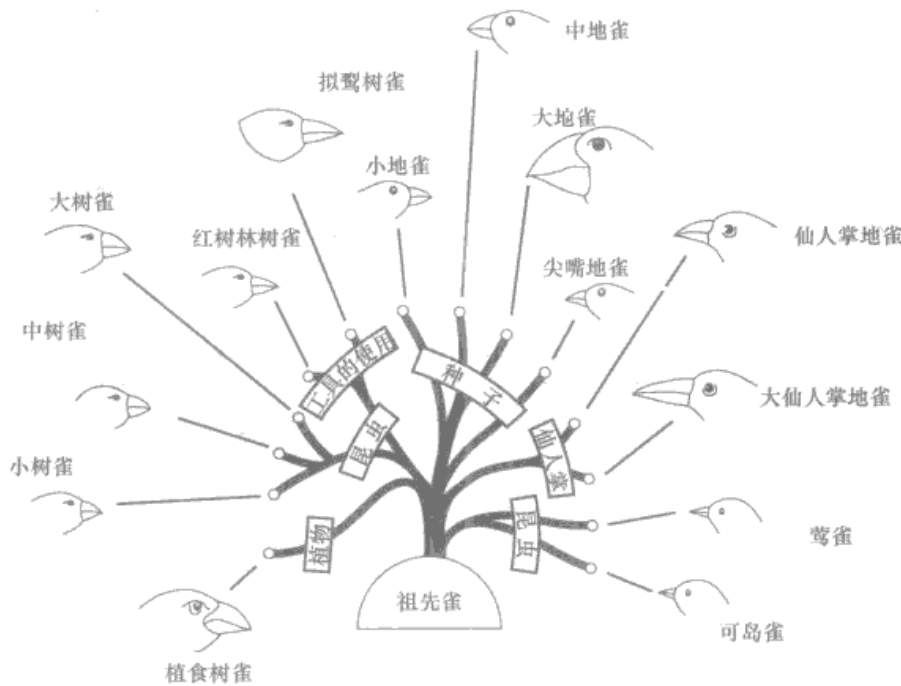 中地雀
拟䴕树雀
大地雀
小地雀
大树雀
红树林树雀
仙人掌地雀
尖嘴地雀
中树雀
工具的使用
种子
大仙人掌地雀
昆虫
仙人掌
小树雀
昆虫
植物
莺雀
祖先雀
可岛雀
植食树雀